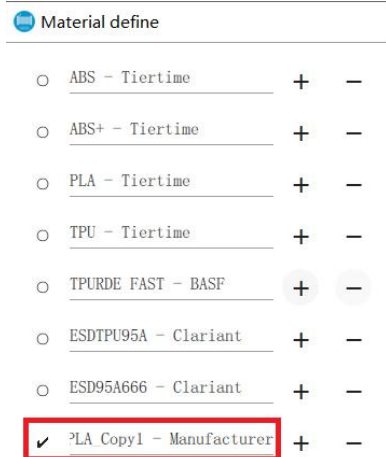 Material define
ABS - Tiertime
ABS+ - Tiertime
PLA - Tiertime
TPU - Tiertime
TPURDE FAST - BASF
ESDTPU95A - Clariant
ESD95A666 - Clariant
PLA Copy1 - Manufacturer